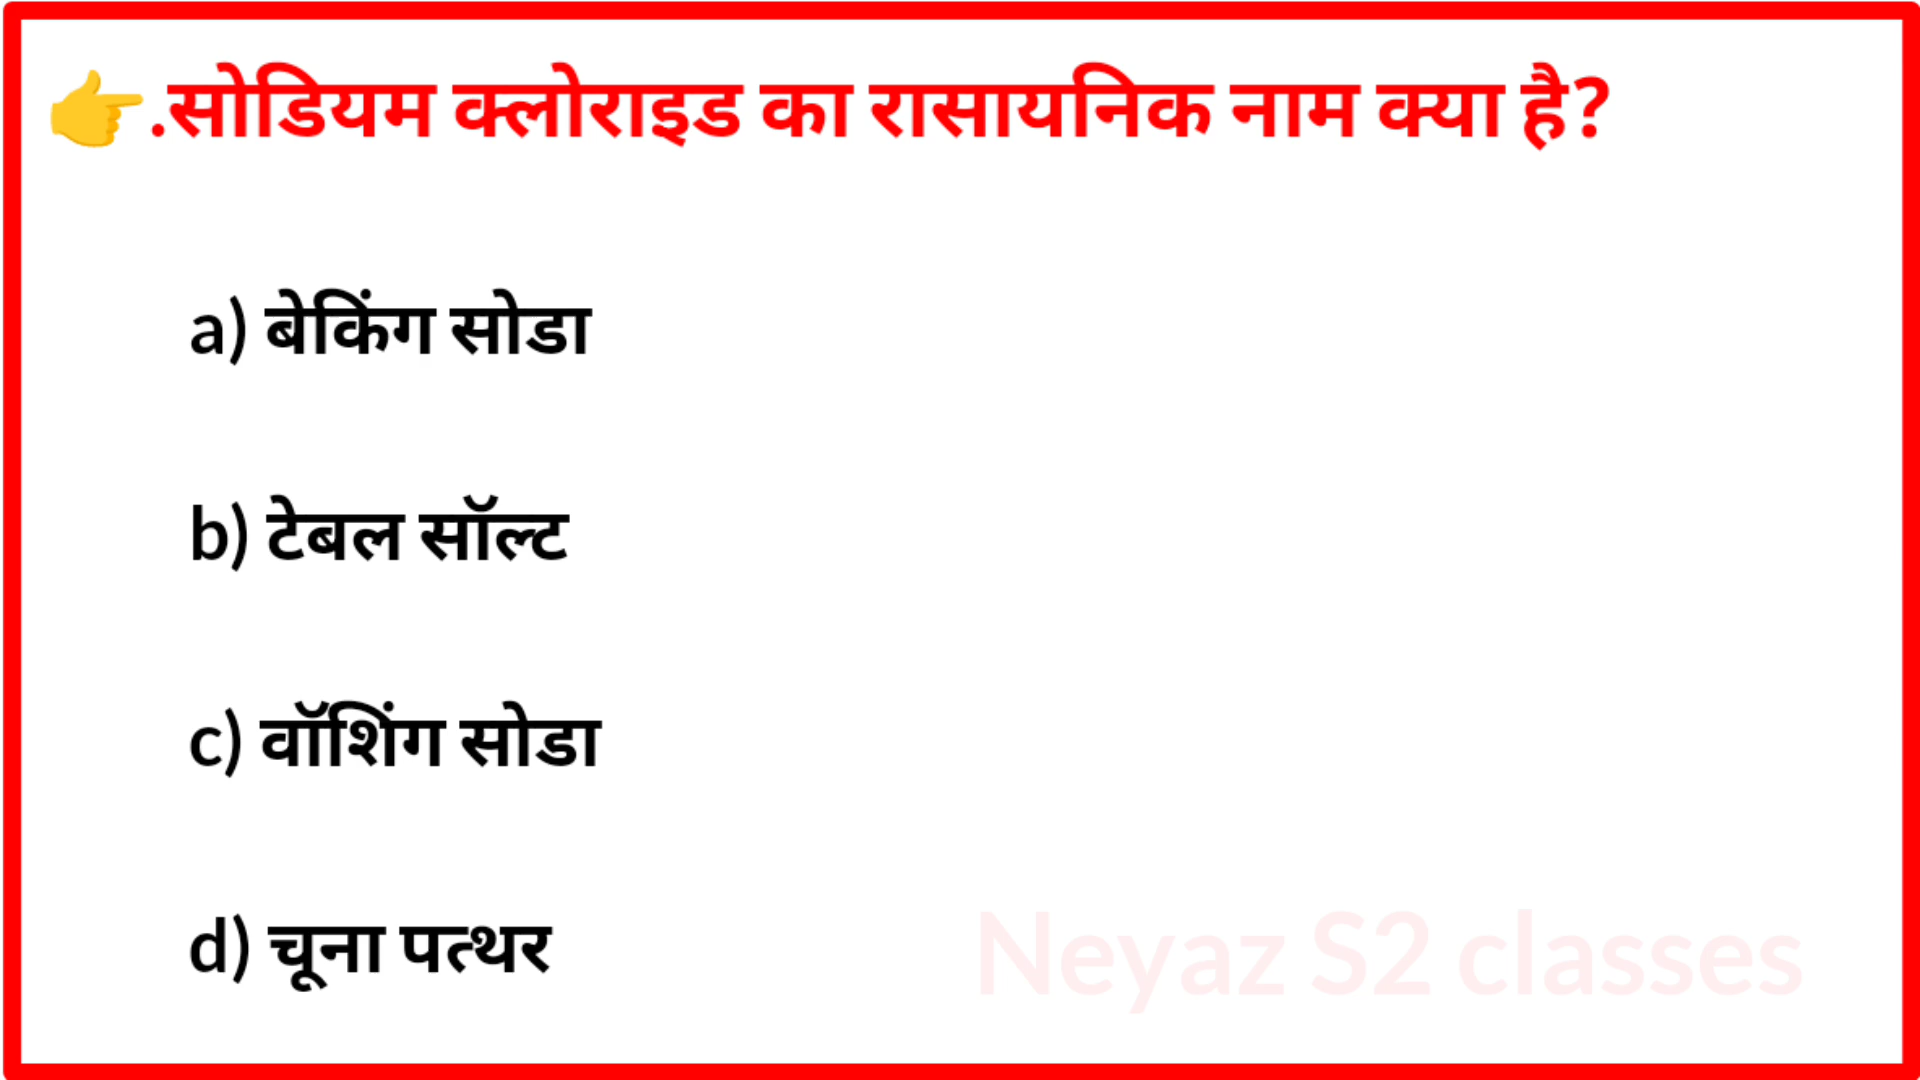 👉.सोडियम क्लोराइड का रासायनिक नाम क्या है?
a) बेकिंग सोडा
b) टेबल सॉल्ट
c) वॉशिंग सोडा
d) चूना पत्थर
Neyaz S2 classes